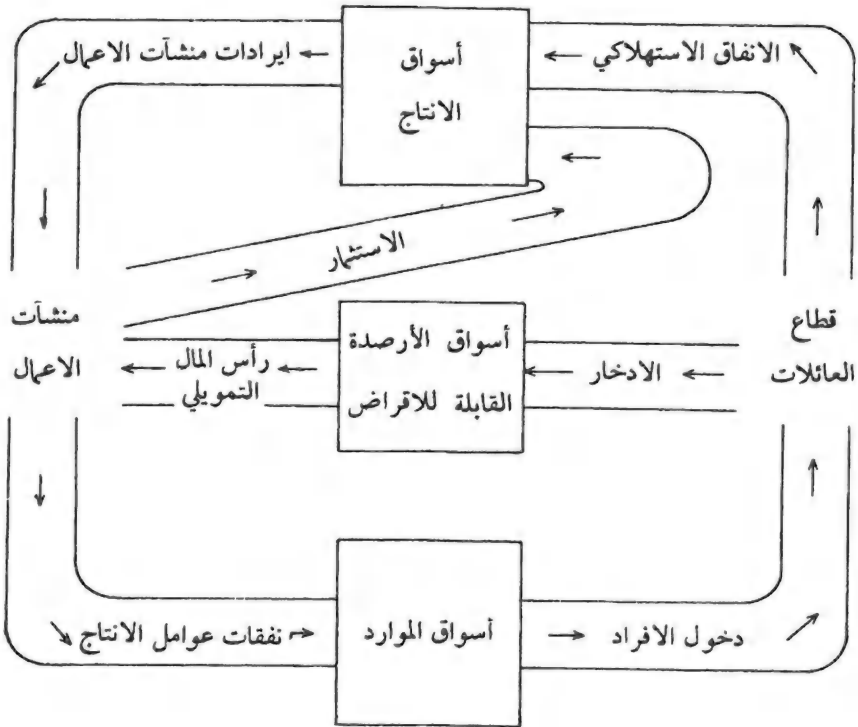 الانفاق الاستهلاكي
أسواق
الانتاج
ايرادات منشآت الاعمال
الاستثمار
قطاع
العائلات
الادخار
أسواق الأرصدة
القابلة للاقراض
رأس المال
التمويلي
منشآت
الاعمال
دخول الافراد
أسواق الموارد
نفقات عوامل الانتاج